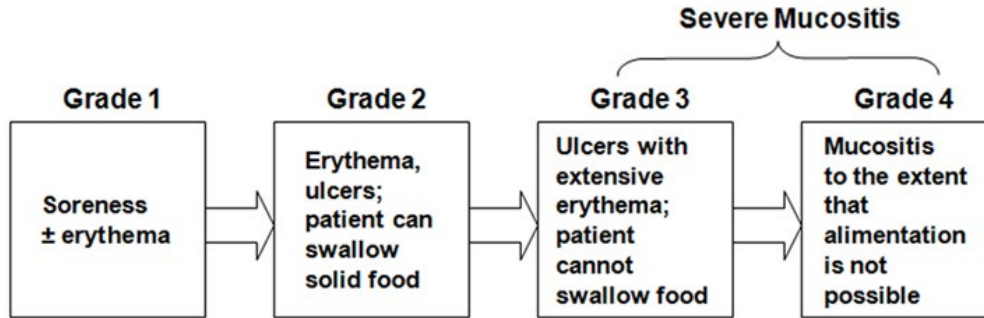 Severe Mucositis
Grade 1
Grade 2
Grade 3
Grade 4
Soreness
± erythema
Erythema,
ulcers;
patient can
swallow
solid food
Ulcers with
extensive
erythema;
patient
cannot
swallow food
Mucositis
to the extent
that
alimentation
is not
possible